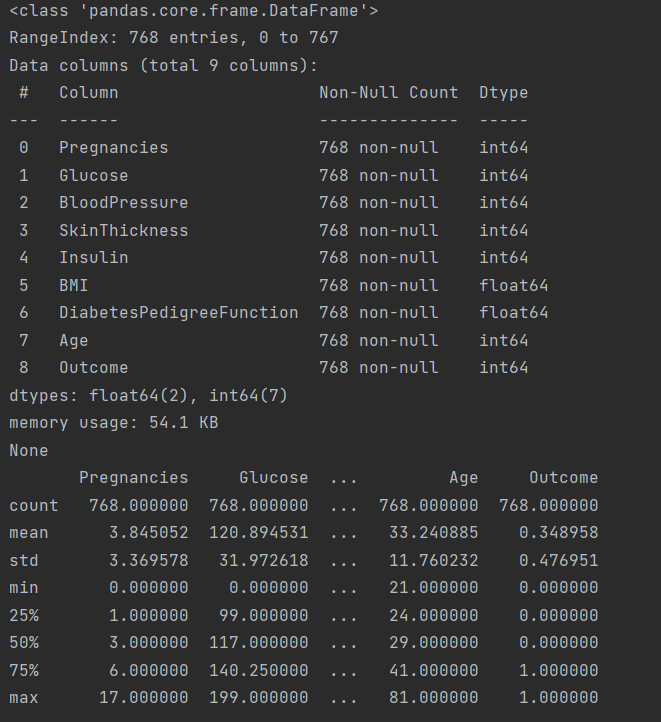 <class 'pandas.core.frame.DataFrame'>
RangeIndex: 768 entries, 0 to 767
Data columns (total 9 columns):
 #   Column                    Non-Null Count  Dtype
---  ------                    --------------  -----
 0   Pregnancies               768 non-null    int64
 1   Glucose                   768 non-null    int64
 2   BloodPressure             768 non-null    int64
 3   SkinThickness             768 non-null    int64
 4   Insulin                   768 non-null    int64
 5   BMI                       768 non-null    float64
 6   DiabetesPedigreeFunction  768 non-null    float64
 7   Age                       768 non-null    int64
 8   Outcome                   768 non-null    int64
dtypes: float64(2), int64(7)
memory usage: 54.1 KB
None
       Pregnancies     Glucose  ...         Age     Outcome
count   768.000000  768.000000  ...  768.000000  768.000000
mean      3.845052  120.894531  ...   33.240885    0.348958
std       3.369578   31.972618  ...   11.760232    0.476951
min       0.000000    0.000000  ...   21.000000    0.000000
25%       1.000000   99.000000  ...   24.000000    0.000000
50%       3.000000  117.000000  ...   29.000000    0.000000
75%       6.000000  140.250000  ...   41.000000    1.000000
max      17.000000  199.000000  ...   81.000000    1.000000